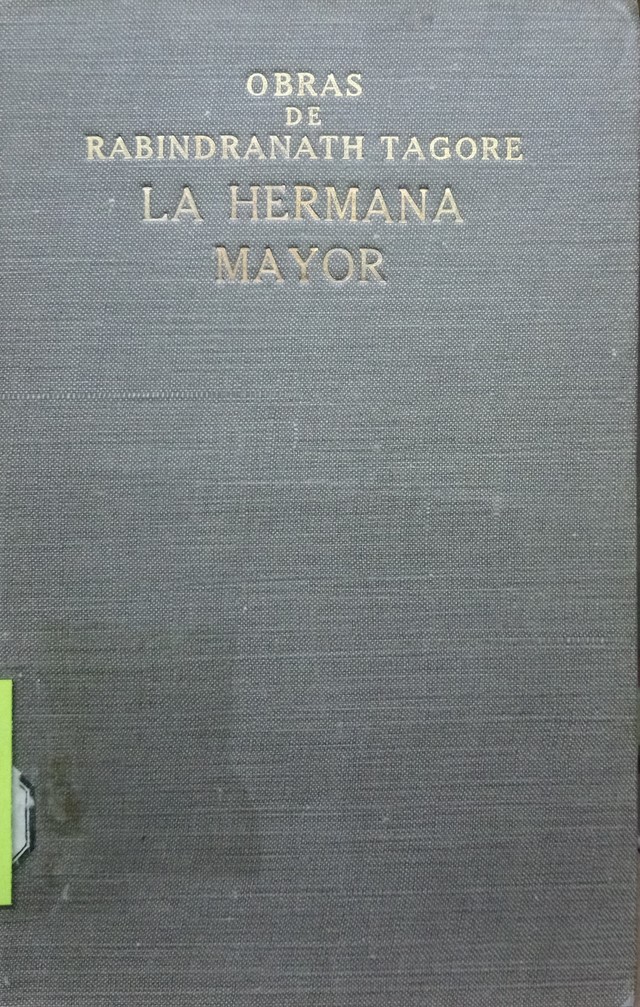 OBRAS
DE
RABINDRANATH TAGORE
LA HERMANA
MAYOR